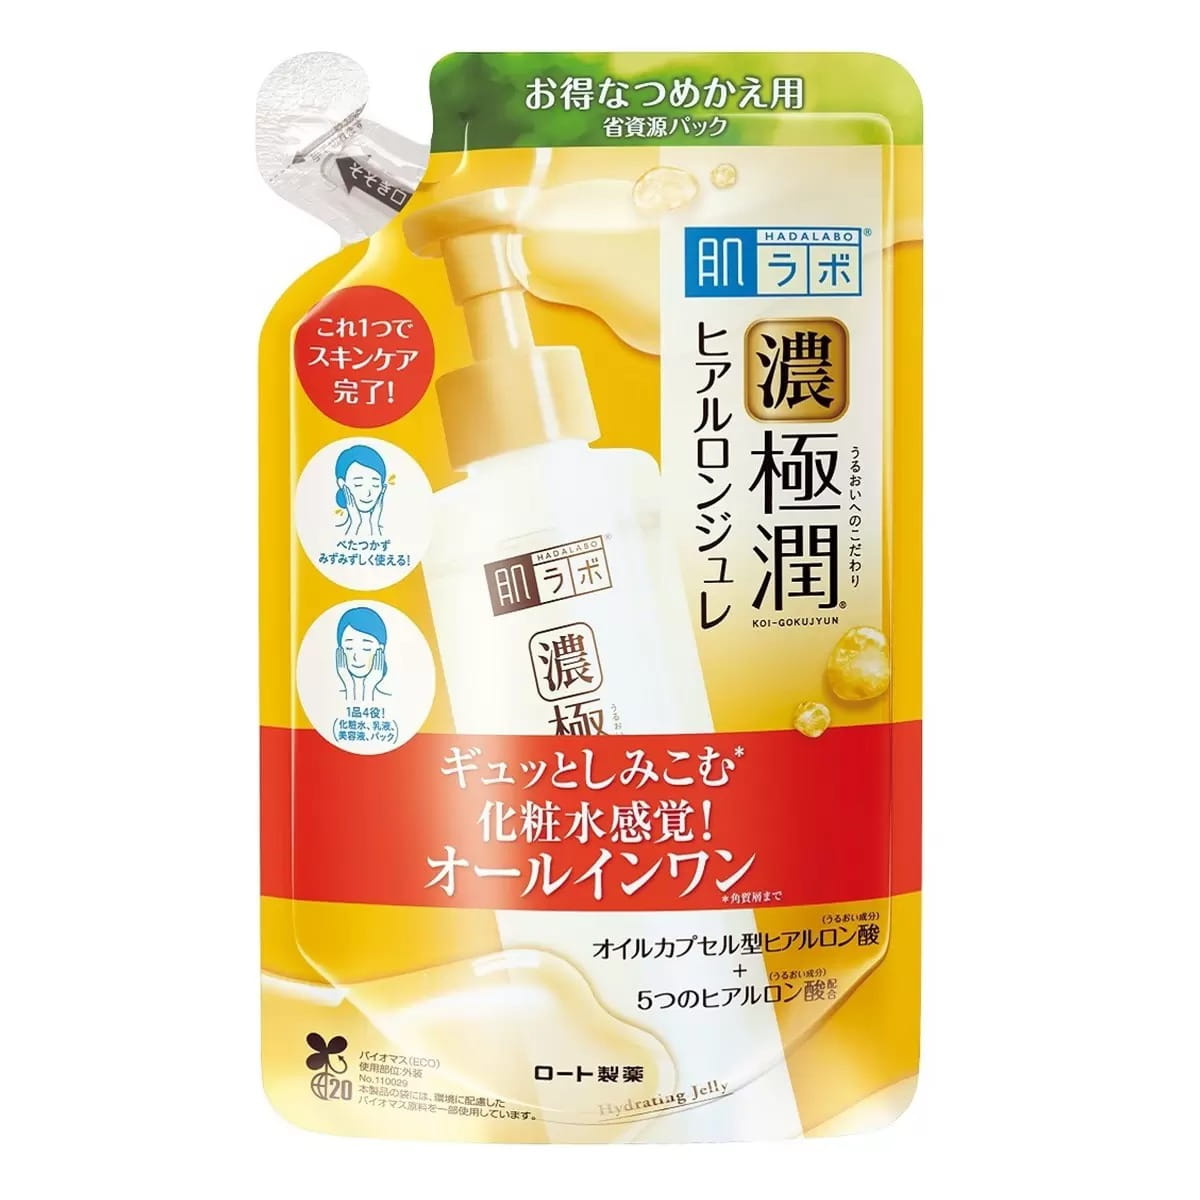 お得なつめかえ用
省資源パック
そそぎ口
HADALABO®
肌ラボ
濃
極潤®
KOI-GOKUJYUN
うるおいへのこだわり
ヒアルロンジュレ
これ1つで
スキンケア
完了!
べたつかず
みずみずしく使える!
1品4役!
(化粧水、乳液、
美容液、パック)
HADALABO®
肌ラボ
濃
極
うるお
ギュッとしみこむ*
化粧水感覚!
オールインワン
*角質層まで
(うるおい成分)
オイルカプセル型ヒアルロン酸
+
(うるおい成分)
5つのヒアルロン酸配合
バイオマス(ECO)
使用部位:外装
No.110029
本製品の袋には、環境に配慮した
バイオマス原料を一部使用しています。
20
ロート製薬
Hydrating Jelly